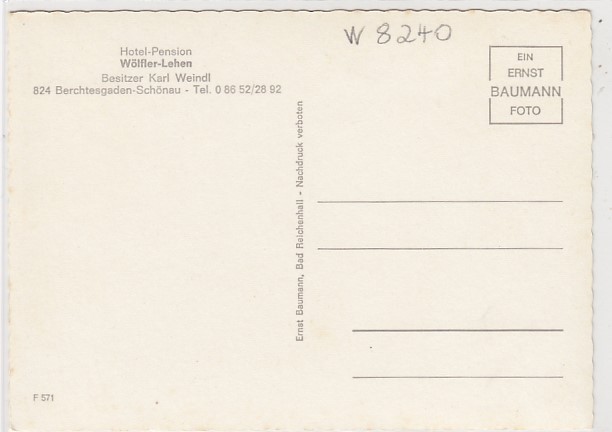 W 8240
Hotel-Pension
Wölfler-Lehen
Besitzer Karl Weindl
824 Berchtesgaden-Schönau - Tel. 0 86 52/28 92
EIN
ERNST
BAUMANN
FOTO
Ernst Baumann, Bad Reichenhall - Nachdruck verboten
F 571